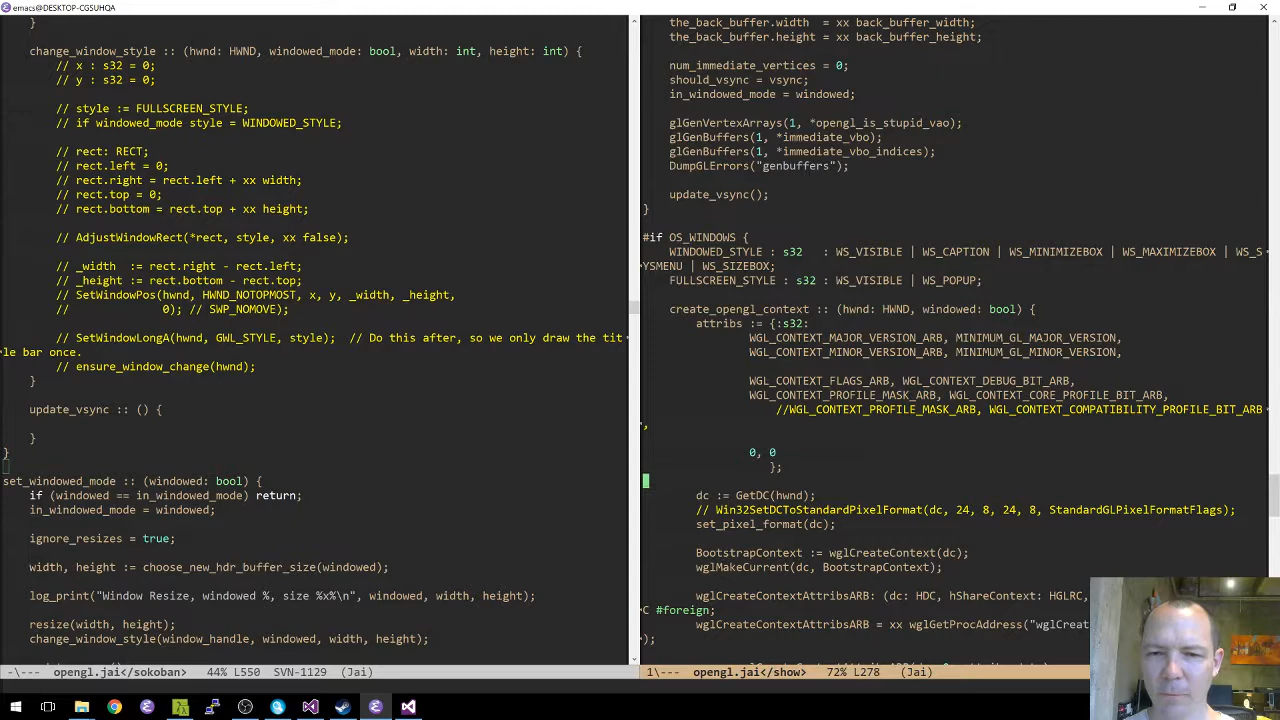 emacs@DESKTOP-CGSUHQA
}
change_window_style :: (hwnd: HWND, windowed_mode: bool, width: int, height: int) {
// x : s32 = 0;
// y : s32 = 0;
// style := FULLSCREEN_STYLE;
// if windowed_mode style = WINDOWED_STYLE;
// rect: RECT;
// rect.left = 0;
// rect.right = rect.left + xx width;
// rect.top = 0;
// rect.bottom = rect.top + xx height;
// AdjustWindowRect(*rect, style, xx false);
// _width  := rect.right - rect.left;
// _height := rect.bottom - rect.top;
// SetWindowPos(hwnd, HWND_NOTOPMOST, x, y, _width, _height,
//              0); // SWP_NOMOVE);
// SetWindowLongA(hwnd, GWL_STYLE, style);  // Do this after, so we only draw the tit
le bar once.
// ensure_window_change(hwnd);
}
update_vsync :: () {
}
}
set_windowed_mode :: (windowed: bool) {
if (windowed == in_windowed_mode) return;
in_windowed_mode = windowed;
ignore_resizes = true;
width, height := choose_new_hdr_buffer_size(windowed);
log_print("Window Resize, windowed %, size %x%\n", windowed, width, height);
resize(width, height);
change_window_style(window_handle, windowed, width, height);
-\---  opengl.jai</sokoban>   44% L550   SVN-1129  (Jai)
the_back_buffer.width  = xx back_buffer_width;
the_back_buffer.height = xx back_buffer_height;
num_immediate_vertices = 0;
should_vsync = vsync;
in_windowed_mode = windowed;
glGenVertexArrays(1, *opengl_is_stupid_vao);
glGenBuffers(1, *immediate_vbo);
glGenBuffers(1, *immediate_vbo_indices);
DumpGLErrors("genbuffers");
update_vsync();
}
#if OS_WINDOWS {
WINDOWED_STYLE : s32   : WS_VISIBLE | WS_CAPTION | WS_MINIMIZEBOX | WS_MAXIMIZEBOX | WS_S
YSMENU | WS_SIZEBOX;
FULLSCREEN_STYLE : s32 : WS_VISIBLE | WS_POPUP;
create_opengl_context :: (hwnd: HWND, windowed: bool) {
attribs := {:s32:
WGL_CONTEXT_MAJOR_VERSION_ARB, MINIMUM_GL_MAJOR_VERSION,
WGL_CONTEXT_MINOR_VERSION_ARB, MINIMUM_GL_MINOR_VERSION,
WGL_CONTEXT_FLAGS_ARB, WGL_CONTEXT_DEBUG_BIT_ARB,
WGL_CONTEXT_PROFILE_MASK_ARB, WGL_CONTEXT_CORE_PROFILE_BIT_ARB,
//WGL_CONTEXT_PROFILE_MASK_ARB, WGL_CONTEXT_COMPATIBILITY_PROFILE_BIT_ARB
,
0, 0
};
dc := GetDC(hwnd);
// Win32SetDCToStandardPixelFormat(dc, 24, 8, 24, 8, StandardGLPixelFormatFlags);
set_pixel_format(dc);
BootstrapContext := wglCreateContext(dc);
wglMakeCurrent(dc, BootstrapContext);
wglCreateContextAttribsARB: (dc: HDC, hShareContext: HGLRC,
C #foreign;
wglCreateContextAttribsARB = xx wglGetProcAddress("wglCreate
);
1\---  opengl.jai</show>   72% L278   (Jai)